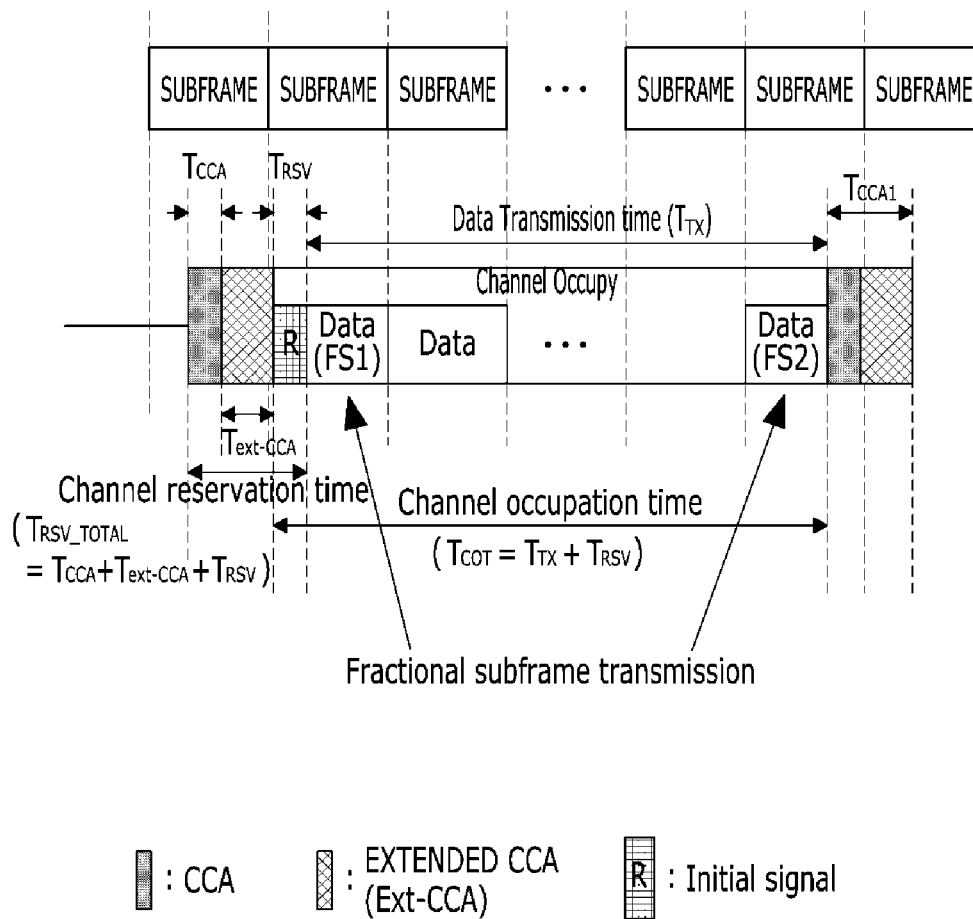 SUBFRAME SUBFRAME SUBFRAME ··· SUBFRAME SUBFRAME SUBFRAME
TCCA TRSV TCCA1
Data Transmission time (TTX)
Channel Occupy
R Data (FS1) Data ··· Data (FS2)
Text-CCA
Channel reservation time
(TRSV_TOTAL
= TCCA+Text-CCA+TRSV)
Channel occupation time
(TCOT = TTX + TRSV)
Fractional subframe transmission
: CCA
: EXTENDED CCA
(Ext-CCA)
R : Initial signal